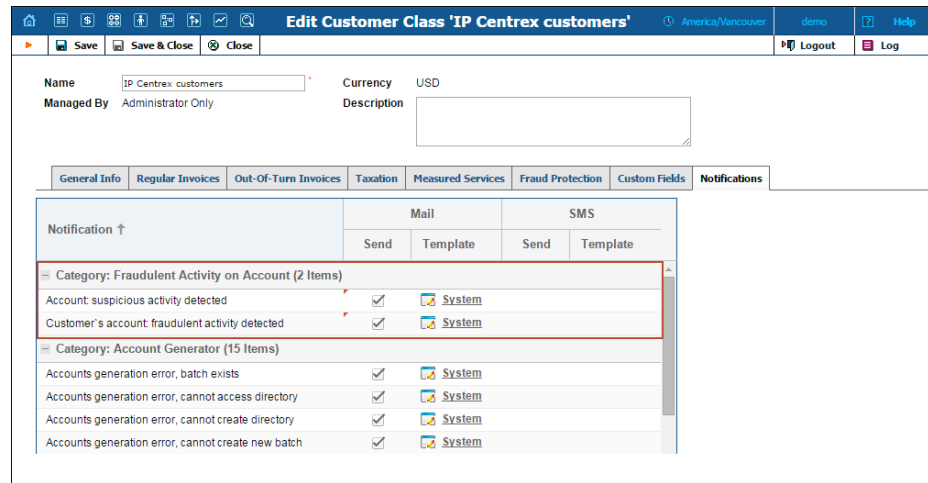 Edit Customer Class 'IP Centrex customers' America/Vancouver demo ? Help
Save Save & Close Close Logout Log
Name IP Centrex customers * Currency USD
Managed By Administrator Only Description
General Info Regular Invoices Out-Of-Turn Invoices Taxation Measured Services Fraud Protection Custom Fields Notifications
Notification Mail SMS
Send Template Send Template
Category: Fraudulent Activity on Account (2 Items)
Account: suspicious activity detected System
Customer`s account: fraudulent activity detected System
Category: Account Generator (15 Items)
Accounts generation error, batch exists System
Accounts generation error, cannot access directory System
Accounts generation error, cannot create directory System
Accounts generation error, cannot create new batch System